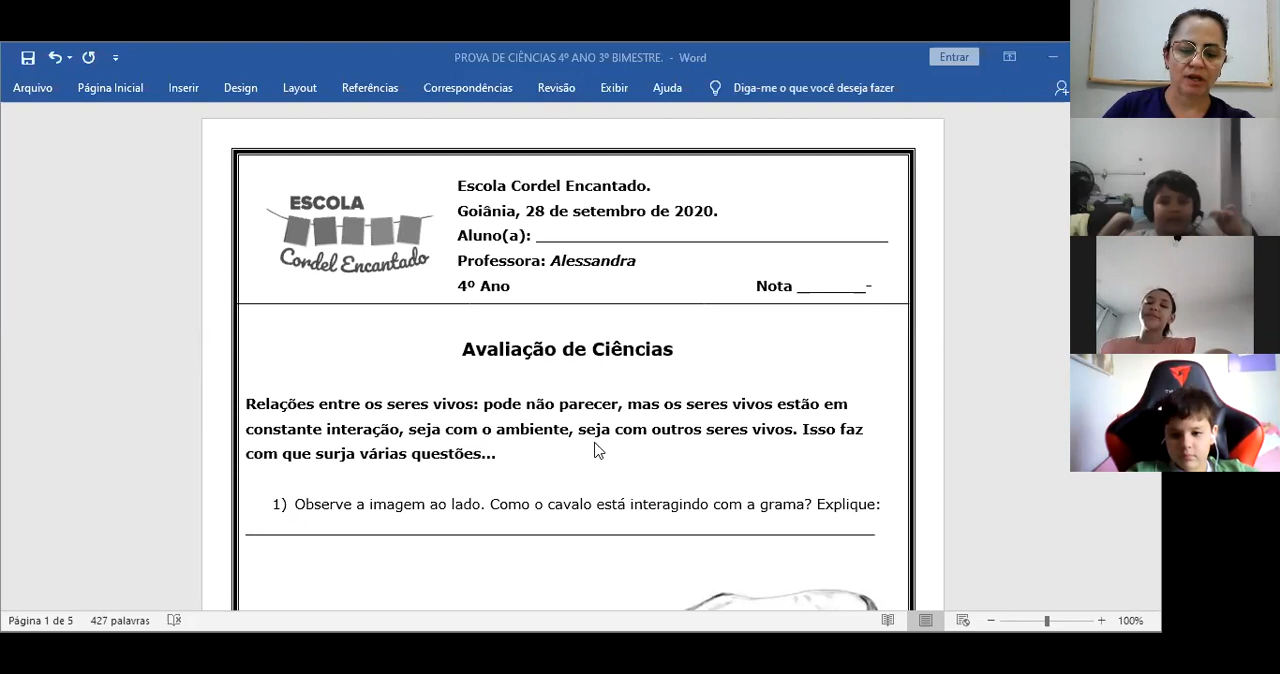 PROVA DE CIÊNCIAS 4º ANO 3º BIMESTRE. - Word
Entrar
Arquivo Página Inicial Inserir Design Layout Referências Correspondências Revisão Exibir Ajuda Diga-me o que você deseja fazer
ESCOLA
Cordel Encantado
Escola Cordel Encantado.
Goiânia, 28 de setembro de 2020.
Aluno(a): ___________________________________________
Professora: Alessandra
4º Ano Nota _______-
Avaliação de Ciências
Relações entre os seres vivos: pode não parecer, mas os seres vivos estão em
constante interação, seja com o ambiente, seja com outros seres vivos. Isso faz
com que surja várias questões...
1) Observe a imagem ao lado. Como o cavalo está interagindo com a grama? Explique:
Página 1 de 5 427 palavras 100%